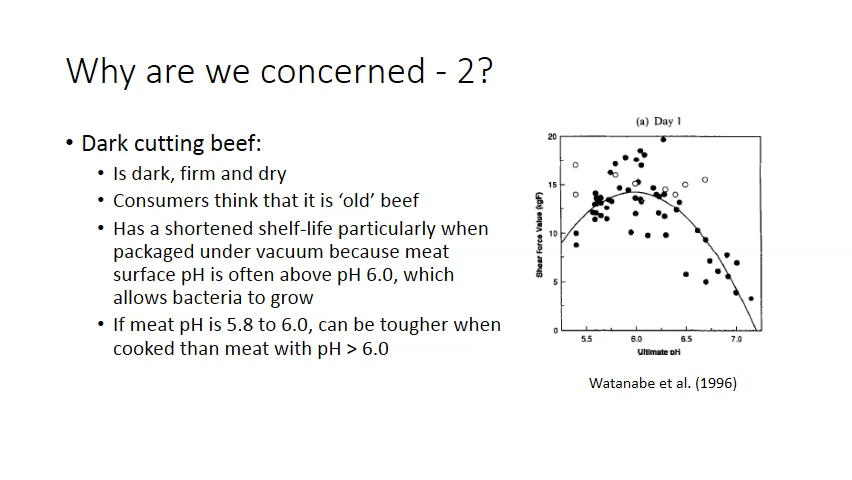 Why are we concerned - 2?
• Dark cutting beef:
• Is dark, firm and dry
• Consumers think that it is ‘old’ beef
• Has a shortened shelf-life particularly when
packaged under vacuum because meat
surface pH is often above pH 6.0, which
allows bacteria to grow
• If meat pH is 5.8 to 6.0, can be tougher when
cooked than meat with pH > 6.0
(a) Day 1
Shear Force Value (kgF)
20
15
10
5
0
5.5 6.0 6.5 7.0
Ultimate pH
Watanabe et al. (1996)